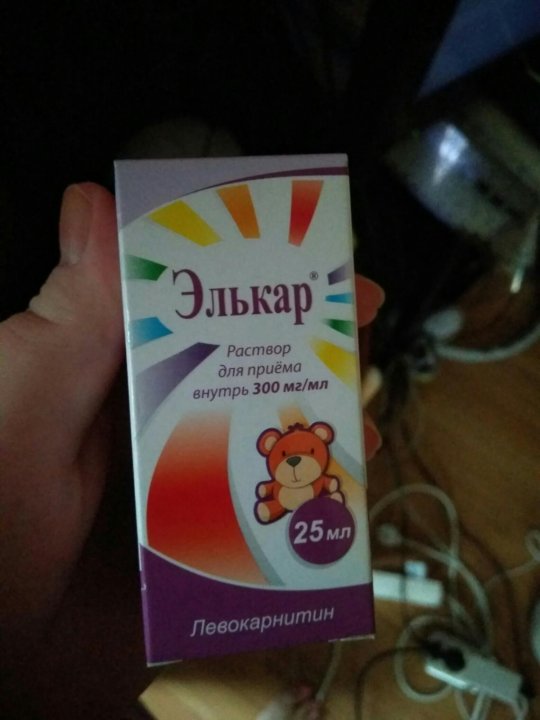 Элькар®
Раствор
для приёма
внутрь 300 мг/мл
25 мл
Левокарнитин